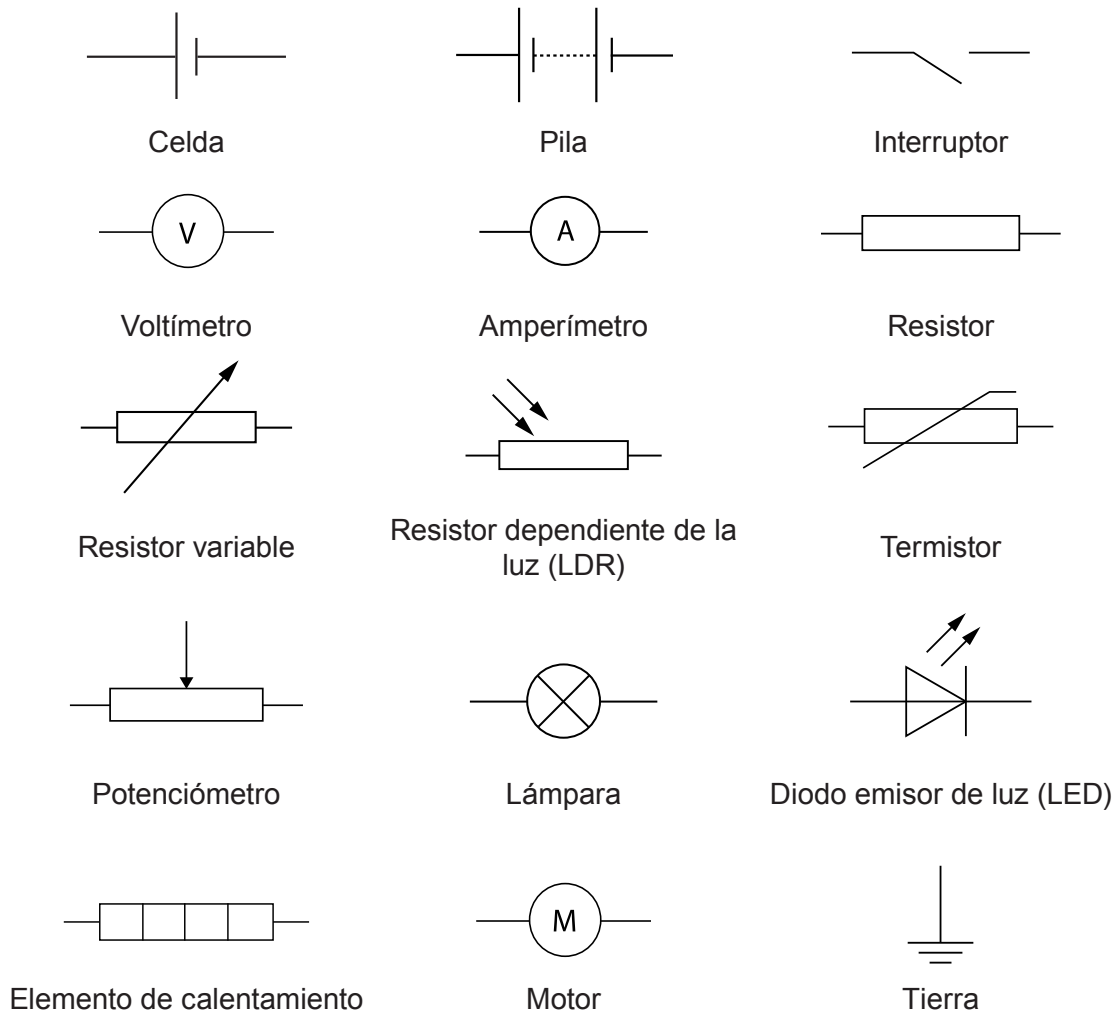 Celda
Pila
Interruptor
V
A
Voltímetro
Amperímetro
Resistor
Resistor variable
Resistor dependiente de la
luz (LDR)
Termistor
Potenciómetro
Lámpara
Diodo emisor de luz (LED)
M
Elemento de calentamiento
Motor
Tierra